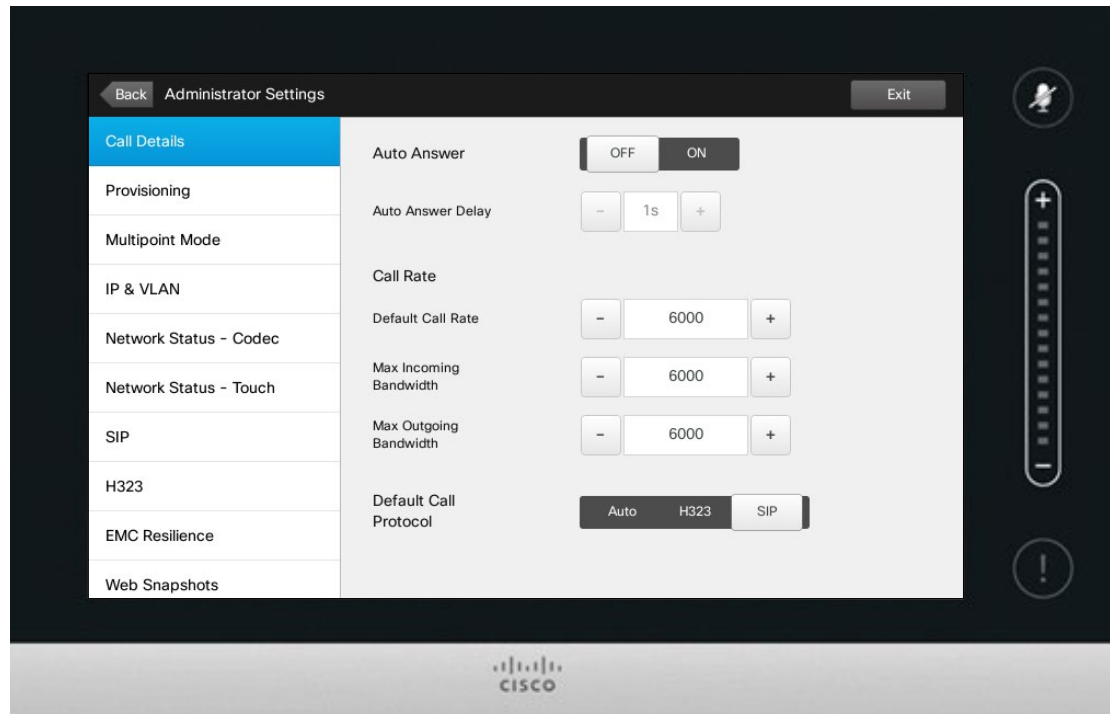 Back Administrator Settings Exit
Call Details
Provisioning
Multipoint Mode
IP & VLAN
Network Status - Codec
Network Status - Touch
SIP
H323
EMC Resilience
Web Snapshots
Auto Answer OFF ON
Auto Answer Delay - 1s +
Call Rate
Default Call Rate - 6000 +
Max Incoming
Bandwidth - 6000 +
Max Outgoing
Bandwidth - 6000 +
Default Call
Protocol Auto H323 SIP
+
-
!
CISCO